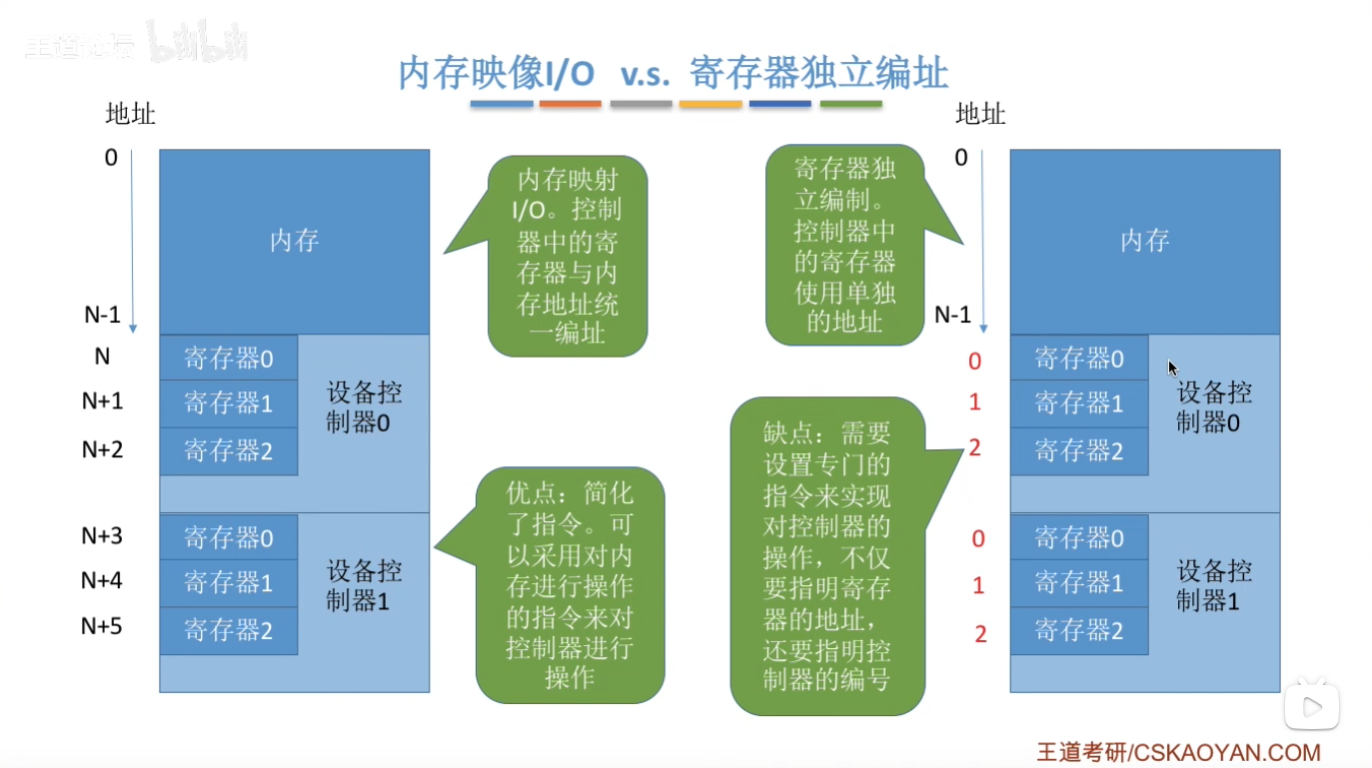 王道论坛 bilibili
内存映像I/O v.s. 寄存器独立编址
地址
0
内存
N-1
N
寄存器0
N+1
寄存器1
N+2
寄存器2
设备控
制器0
N+3
寄存器0
N+4
寄存器1
N+5
寄存器2
设备控
制器1
内存映射
I/O。控制
器中的寄
存器与内
存地址统
一编址
优点：简化
了指令。可
以采用对内
存进行操作
的指令来对
控制器进行
操作
寄存器独
立编制。
控制器中
的寄存器
使用单独
的地址
缺点：需要
设置专门的
指令来实现
对控制器的
操作，不仅
要指明寄存
器的地址，
还要指明控
制器的编号
地址
0
内存
N-1
0
寄存器0
1
寄存器1
2
寄存器2
设备控
制器0
0
寄存器0
1
寄存器1
2
寄存器2
设备控
制器1
王道考研/CSKAOYAN.COM